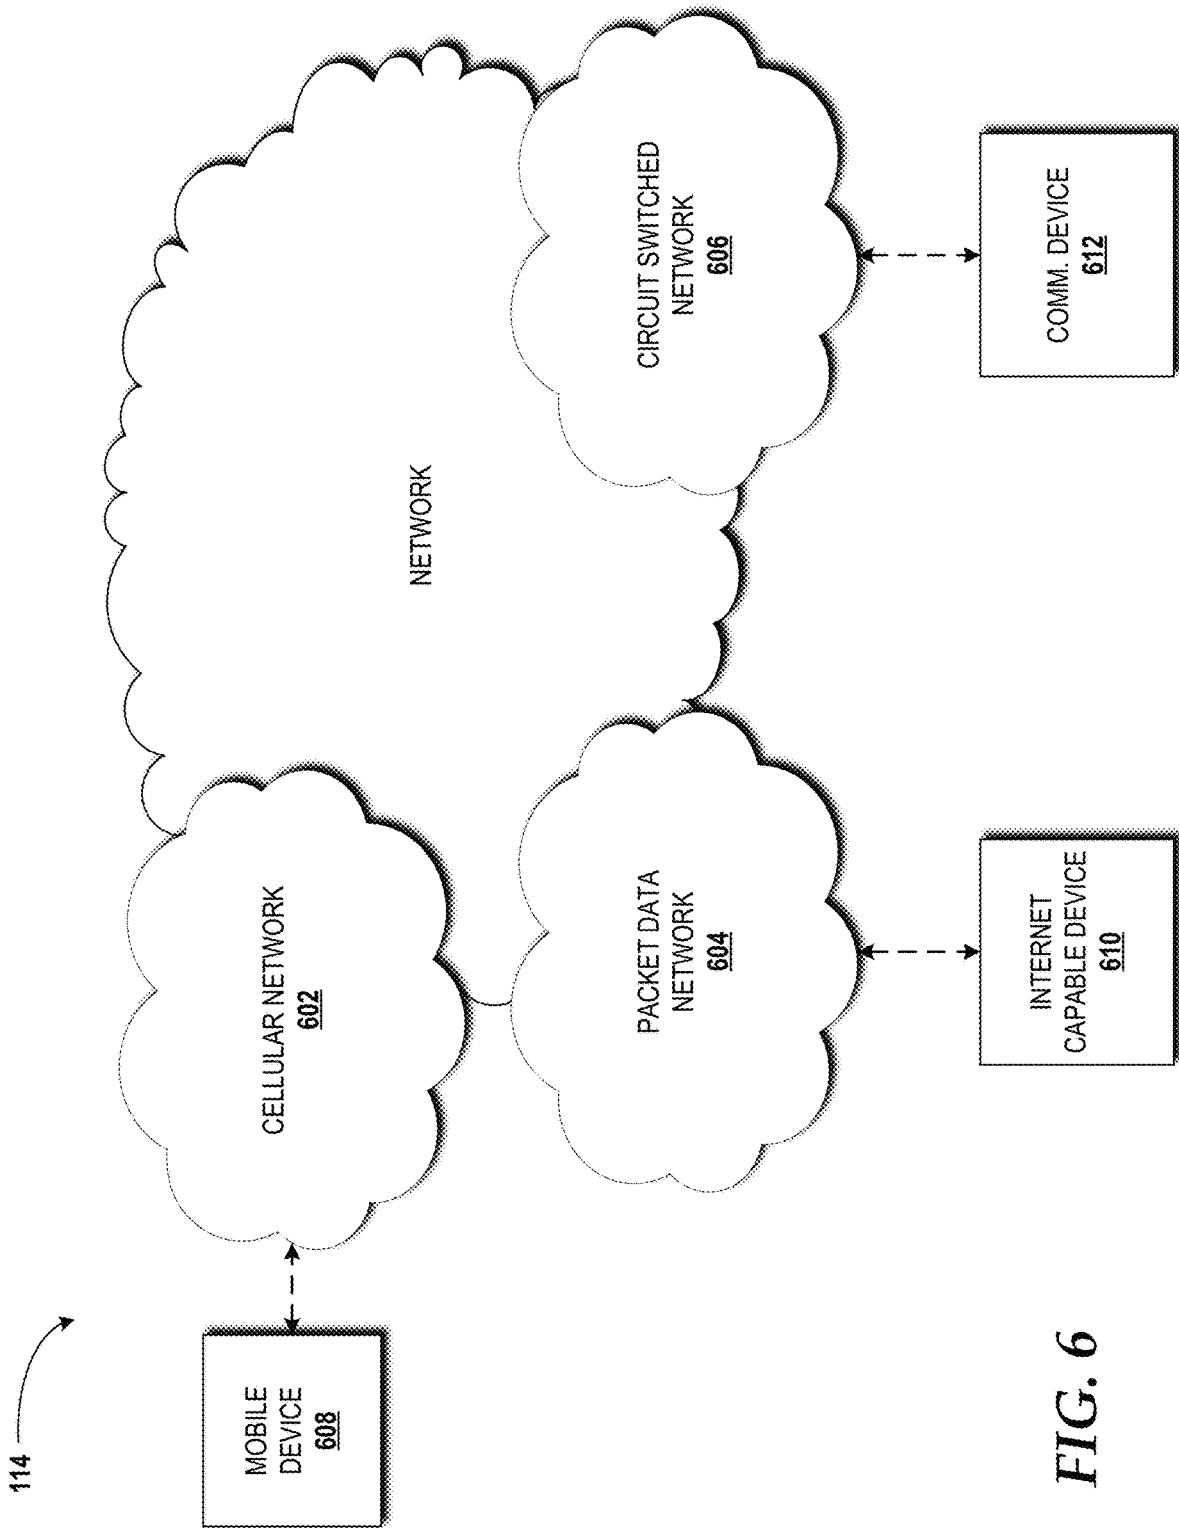 114
MOBILE
DEVICE
608
CELLULAR NETWORK
602
NETWORK
PACKET DATA
NETWORK
604
CIRCUIT SWITCHED
NETWORK
606
INTERNET
CAPABLE DEVICE
610
COMM. DEVICE
612
FIG. 6